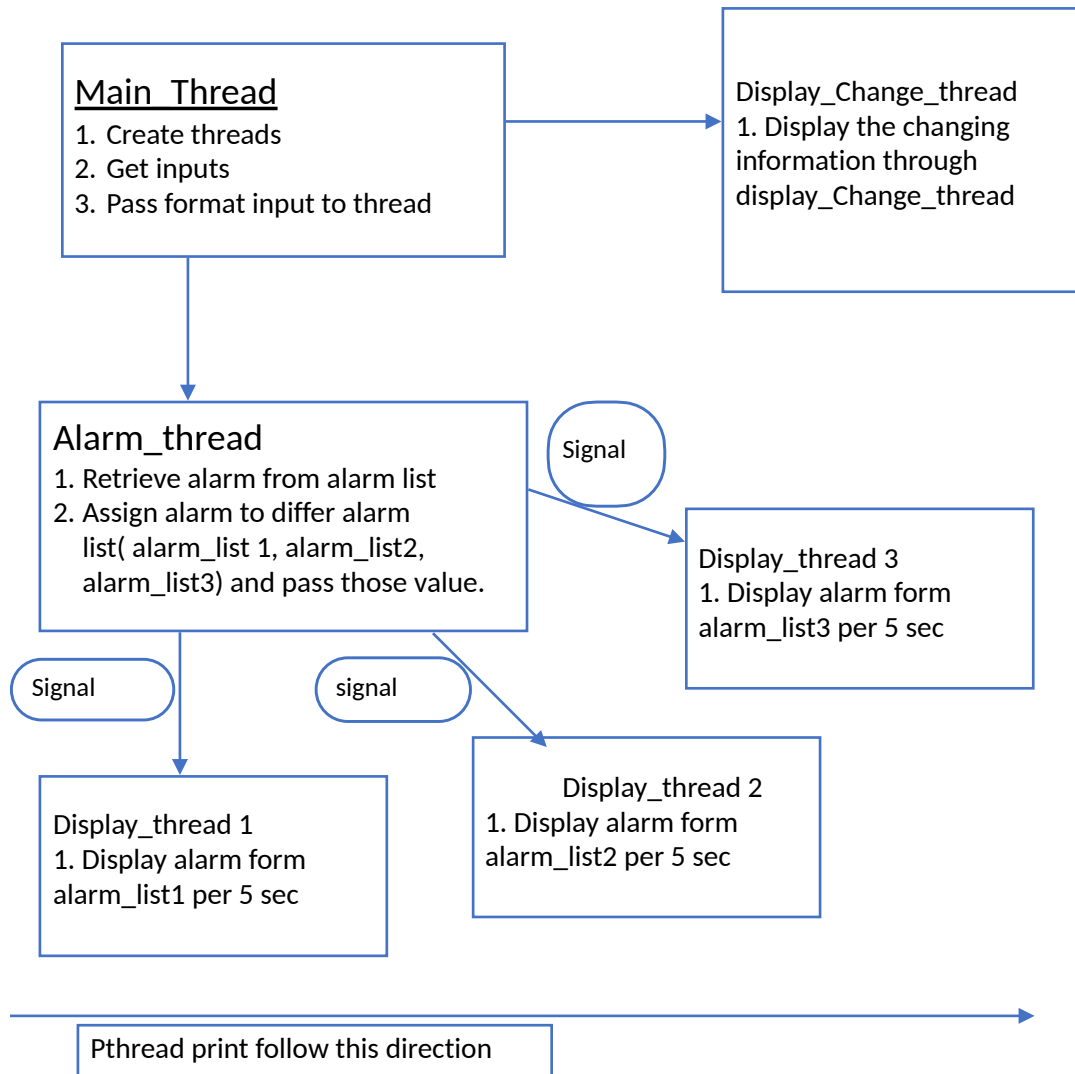 Main_Thread
1. Create threads
2. Get inputs
3. Pass format input to thread
Display_Change_thread
1. Display the changing
information through
display_Change_thread
Alarm_thread
1. Retrieve alarm from alarm list
2. Assign alarm to differ alarm
list( alarm_list 1, alarm_list2,
alarm_list3) and pass those value.
Signal
Display_thread 3
1. Display alarm form
alarm_list3 per 5 sec
Signal
signal
Display_thread 2
1. Display alarm form
alarm_list2 per 5 sec
Display_thread 1
1. Display alarm form
alarm_list1 per 5 sec
Pthread print follow this direction